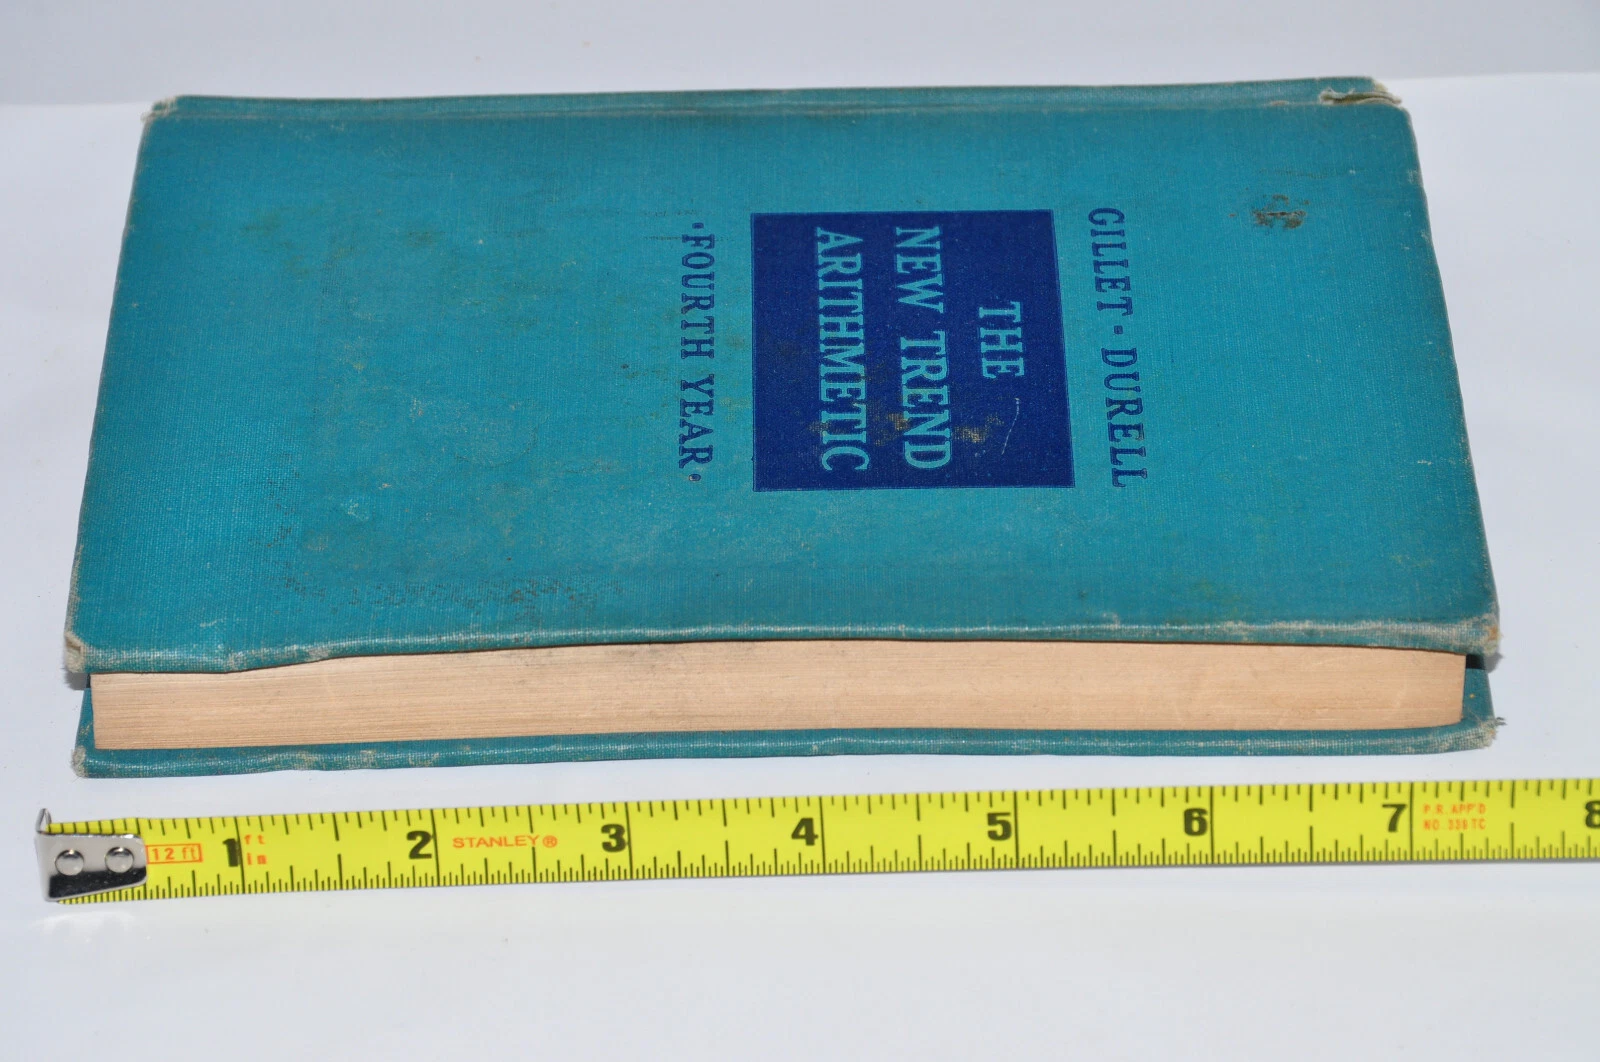 GILLET · DURELL
THE
NEW TREND
ARITHMETIC
· FOURTH YEAR ·
12 ft 1 ft in 2 STANLEY® 3 4 5 6 7 P.R. APP'D 8
NO. 336 TC